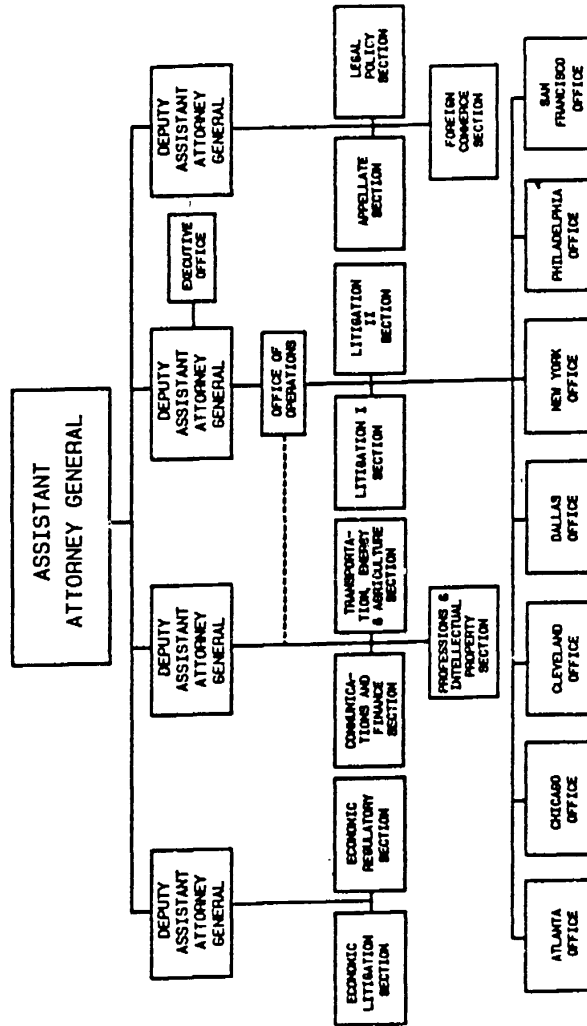 ASSISTANT
ATTORNEY GENERAL
DEPUTY
ASSISTANT
ATTORNEY
GENERAL
DEPUTY
ASSISTANT
ATTORNEY
GENERAL
DEPUTY
ASSISTANT
ATTORNEY
GENERAL
EXECUTIVE
OFFICE
DEPUTY
ASSISTANT
ATTORNEY
GENERAL
OFFICE OF
OPERATIONS
ECONOMIC
LITIGATION
SECTION
ECONOMIC
REGULATORY
SECTION
COMMUNICA-
TIONS AND
FINANCE
SECTION
TRANSPORTA-
TION, ENERGY
& AGRICULTURE
SECTION
LITIGATION I
SECTION
LITIGATION
II
SECTION
APPELLATE
SECTION
LEGAL
POLICY
SECTION
PROFESSIONS &
INTELLECTUAL
PROPERTY
SECTION
FOREIGN
COMMERCE
SECTION
ATLANTA
OFFICE
CHICAGO
OFFICE
CLEVELAND
OFFICE
DALLAS
OFFICE
NEW YORK
OFFICE
PHILADELPHIA
OFFICE
SAN
FRANCISCO
OFFICE